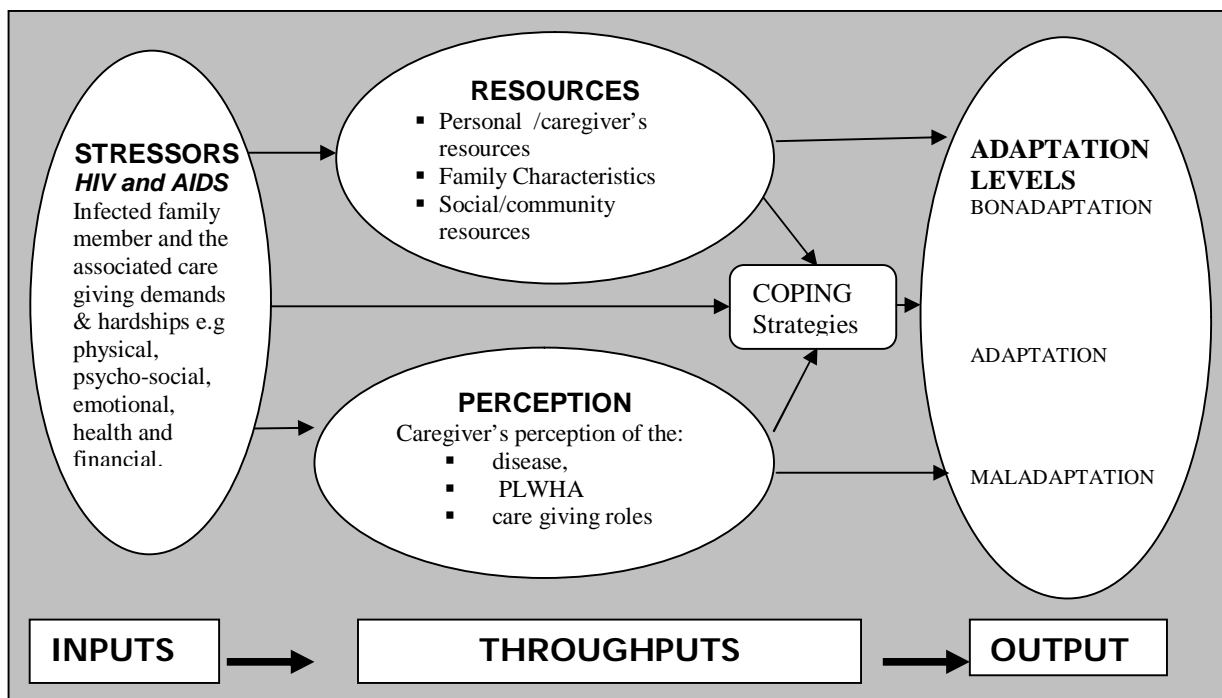 STRESSORS
HIV and AIDS
Infected family
member and the
associated care
giving demands
& hardships e.g
physical,
psycho-social,
emotional,
health and
financial.
RESOURCES
▪ Personal /caregiver's
resources
▪ Family Characteristics
▪ Social/community
resources
PERCEPTION
Caregiver's perception of the:
▪ disease,
▪ PLWHA
▪ care giving roles
COPING
Strategies
ADAPTATION
LEVELS
BONADAPTATION
ADAPTATION
MALADAPTATION
INPUTS
THROUGHPUTS
OUTPUT